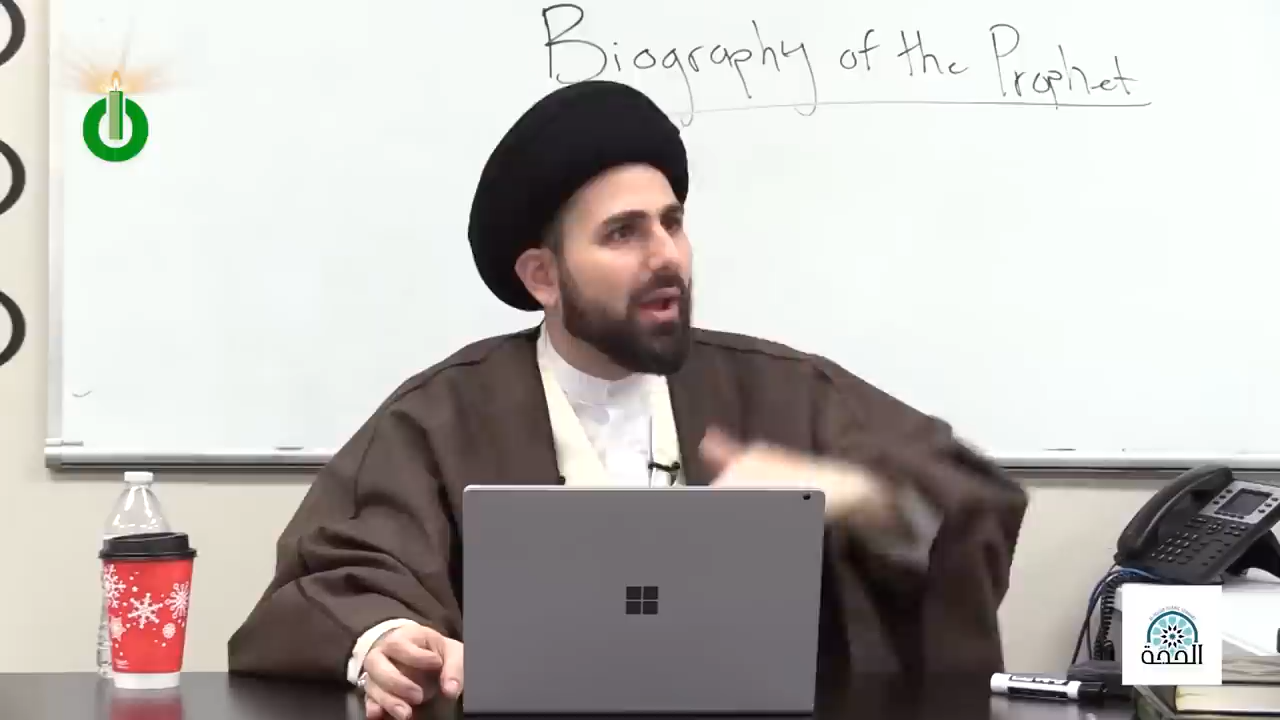 Biography of the Prophet
الحجة